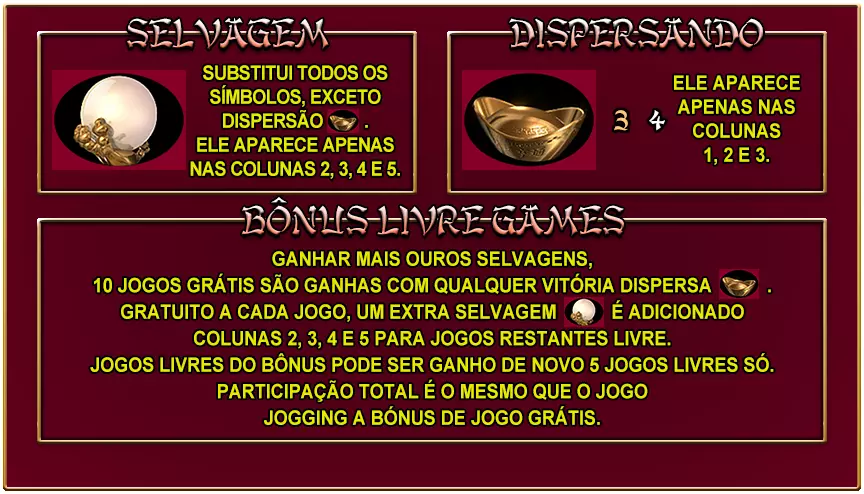 SELVAGEM
SUBSTITUI TODOS OS
SÍMBOLOS, EXCETO
DISPERSÃO .
ELE APARECE APENAS
NAS COLUNAS 2, 3, 4 E 5.
DISPERSANDO
3 4
ELE APARECE
APENAS NAS
COLUNAS
1, 2 E 3.
BÔNUS LIVRE GAMES
GANHAR MAIS OUROS SELVAGENS,
10 JOGOS GRÁTIS SÃO GANHAS COM QUALQUER VITÓRIA DISPERSA .
GRATUITO A CADA JOGO, UM EXTRA SELVAGEM É ADICIONADO
COLUNAS 2, 3, 4 E 5 PARA JOGOS RESTANTES LIVRE.
JOGOS LIVRES DO BÔNUS PODE SER GANHO DE NOVO 5 JOGOS LIVRES SÓ.
PARTICIPAÇÃO TOTAL É O MESMO QUE O JOGO
JOGGING A BÓNUS DE JOGO GRÁTIS.